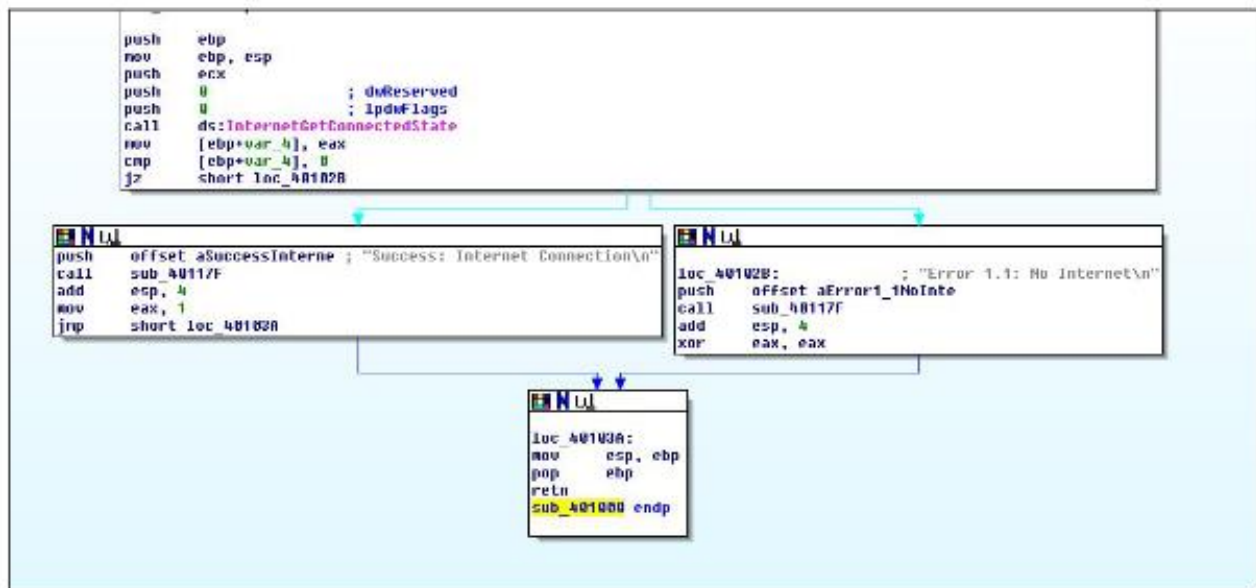 push ebp
mov ebp, esp
push ecx
push 0 ; dwReserved
push 0 ; lpdwFlags
call ds:InternetGetConnectedState
mov [ebp+var_4], eax
cmp [ebp+var_4], 0
jz short loc_40102B
push offset aSuccessInterne ; "Success: Internet Connection\n"
call sub_40117F
add esp, 4
mov eax, 1
jmp short loc_40103A
loc_40102B: ; "Error 1.1: No Internet\n"
push offset aError1_1NoInte
call sub_40117F
add esp, 4
xor eax, eax
loc_40103A:
mov esp, ebp
pop ebp
retn
sub_401000 endp